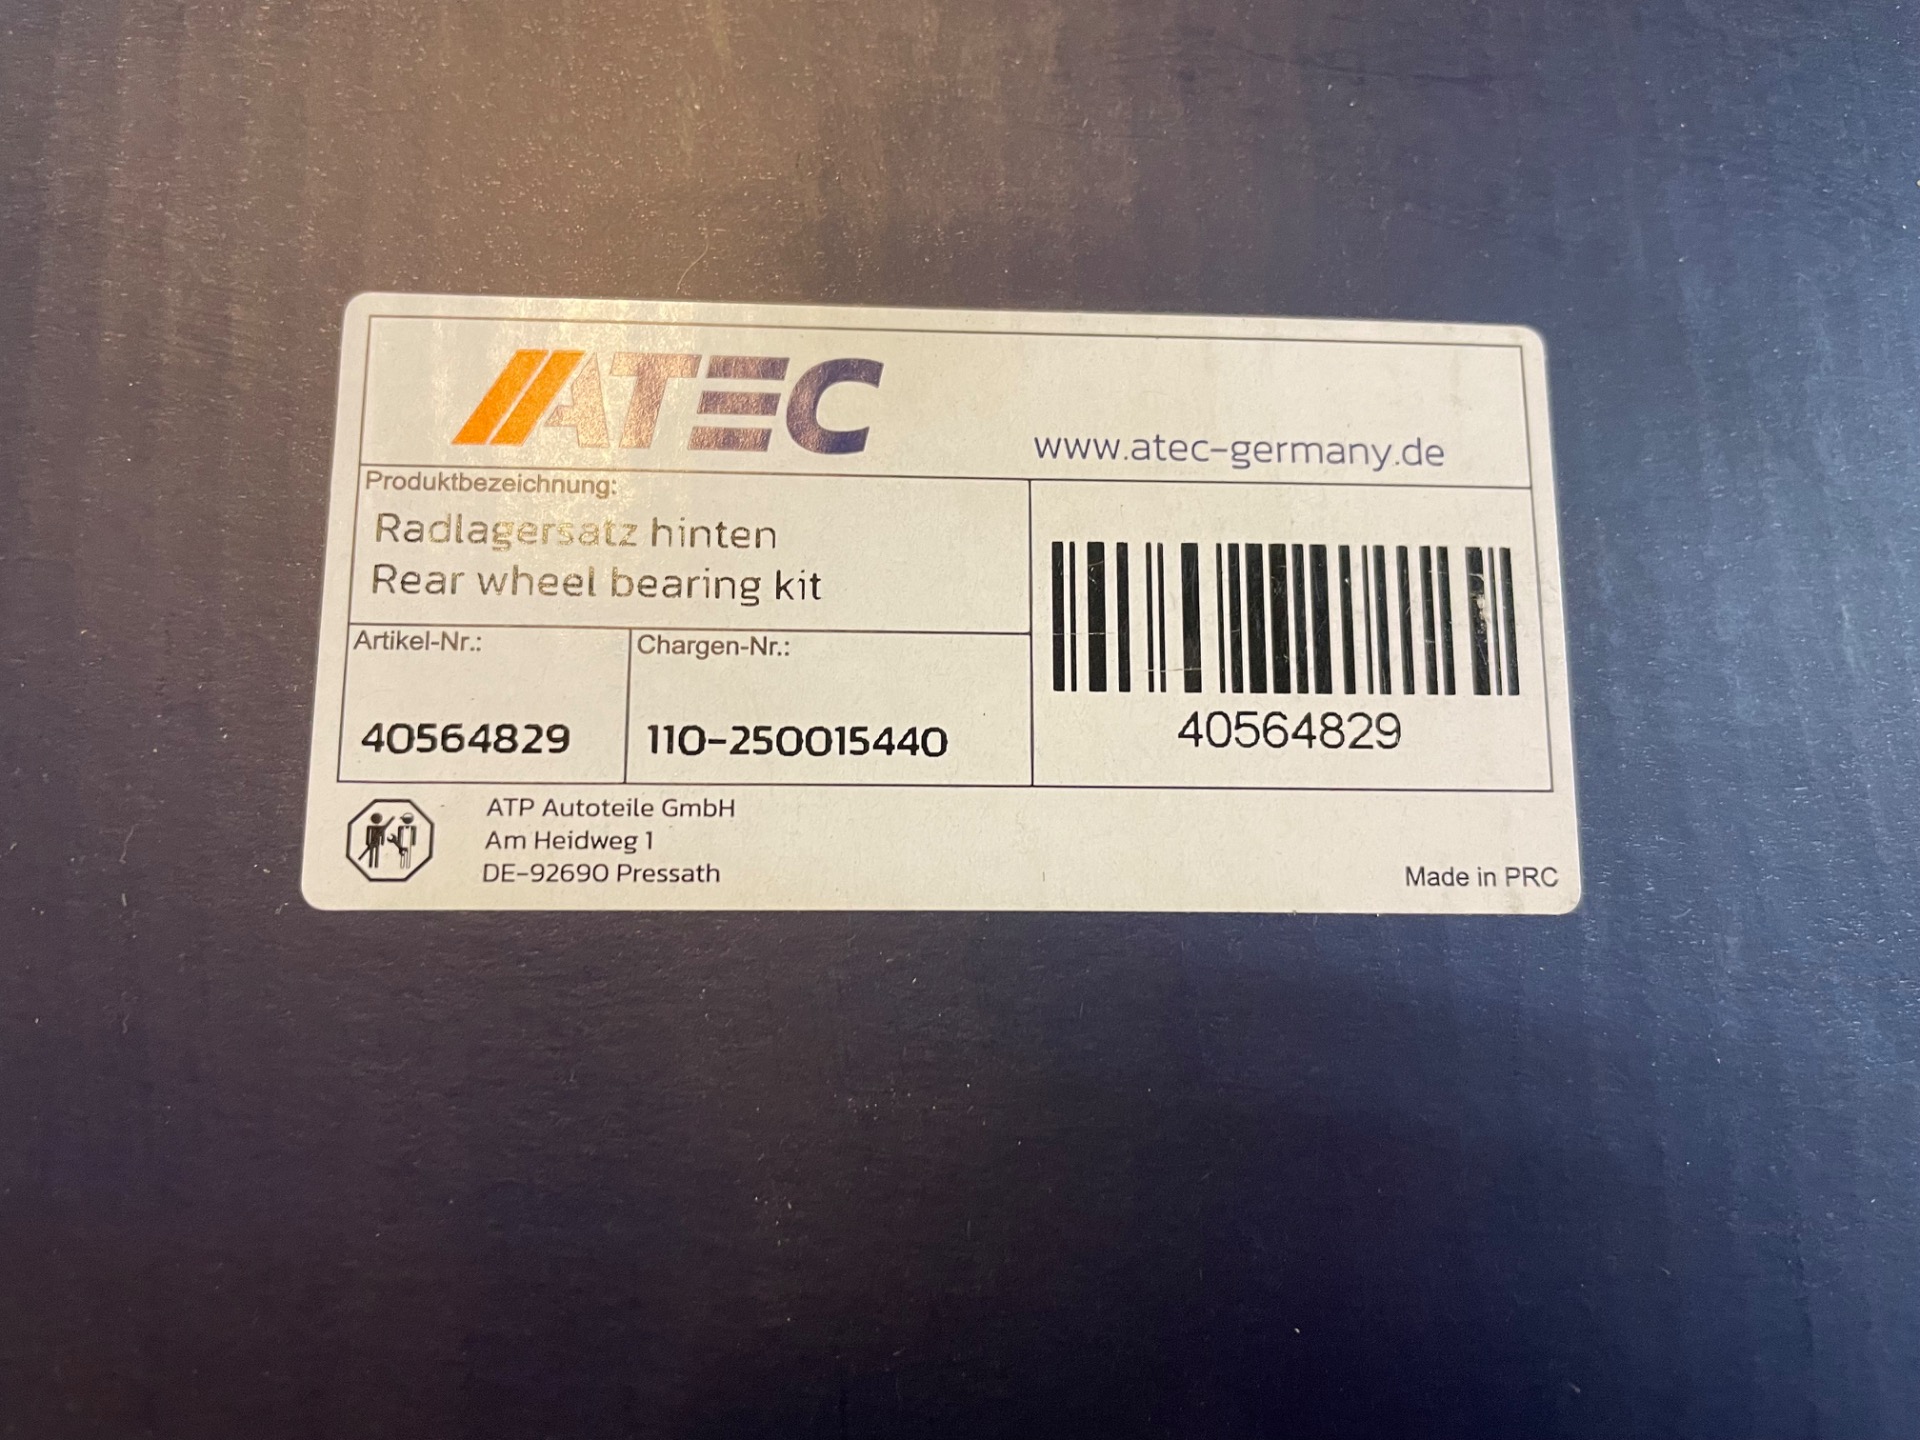 ATEC
www.atec-germany.de
Produktbezeichnung:
Radlagersatz hinten
Rear wheel bearing kit
Artikel-Nr.:
40564829
Chargen-Nr.:
110-250015440
40564829
ATP Autoteile GmbH
Am Heidweg 1
DE-92690 Pressath
Made in PRC